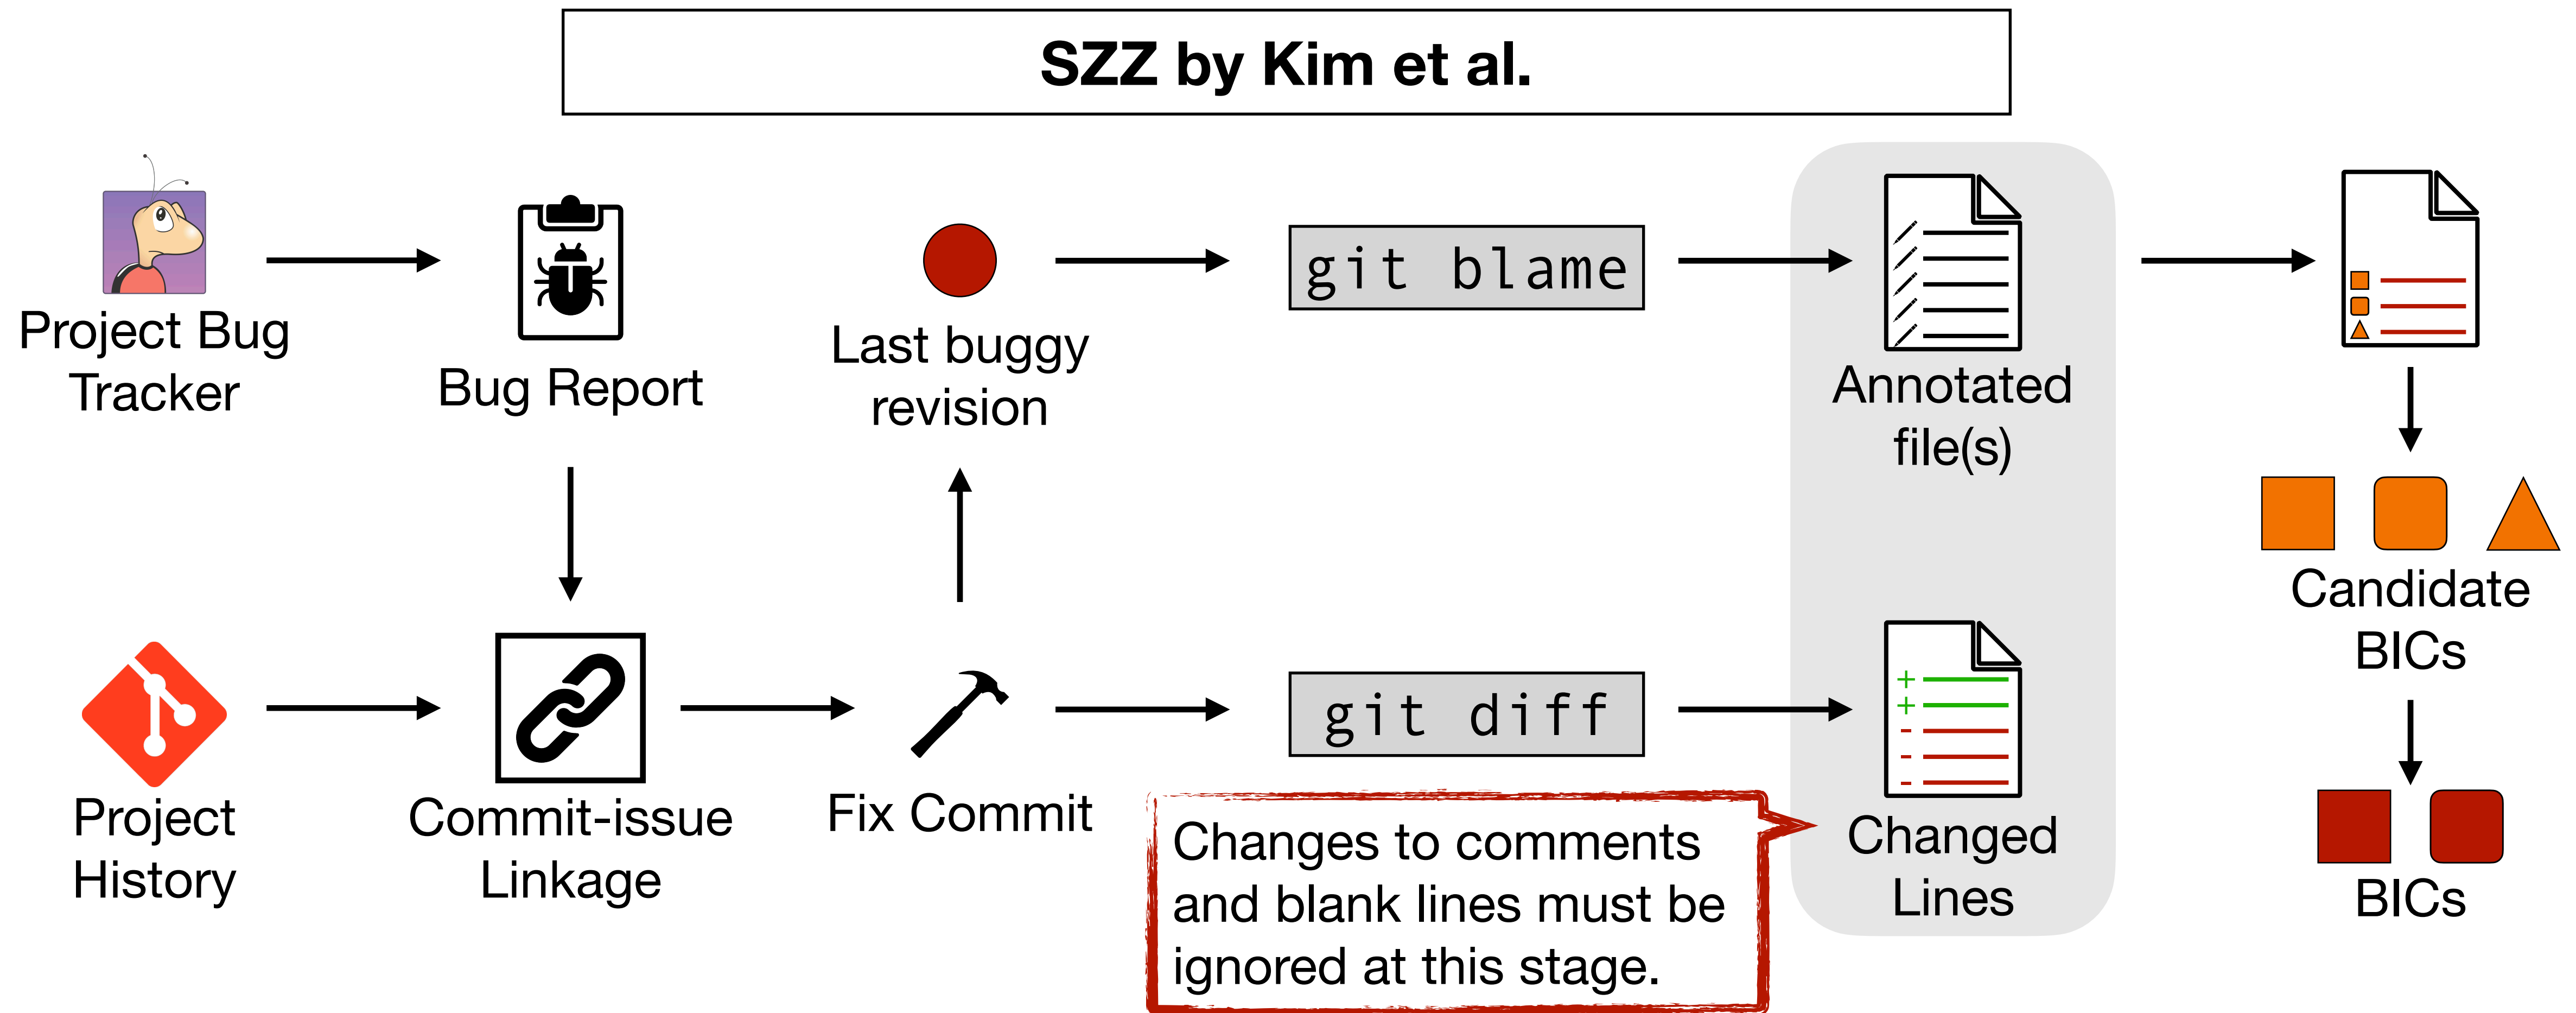 SZZ by Kim et al.
Project Bug
Tracker
Bug Report
Last buggy
revision
git blame
Annotated
file(s)
Candidate
BICs
Project
History
Commit-issue
Linkage
Fix Commit
git diff
Changes to comments
and blank lines must be
ignored at this stage.
Changed
Lines
BICs